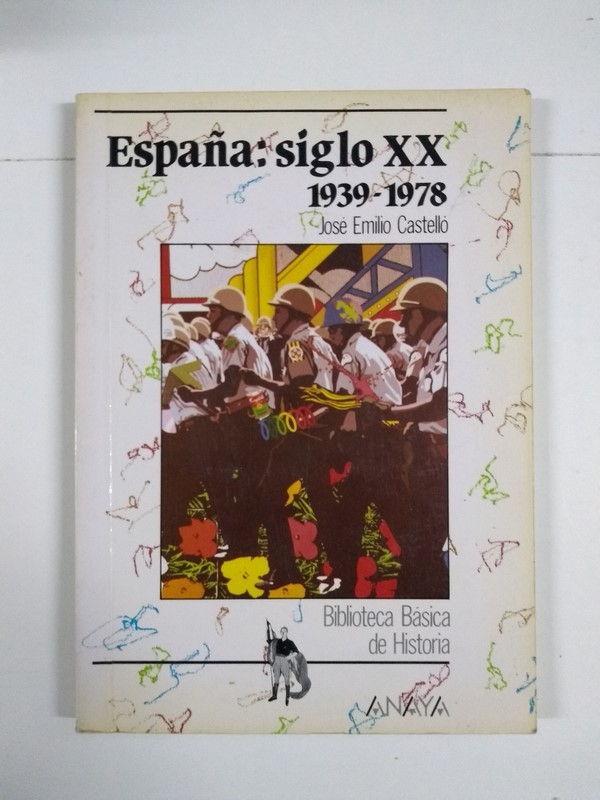 España: siglo XX
1939-1978
José Emilio Castelló
Biblioteca Básica
de Historia
ANAYA